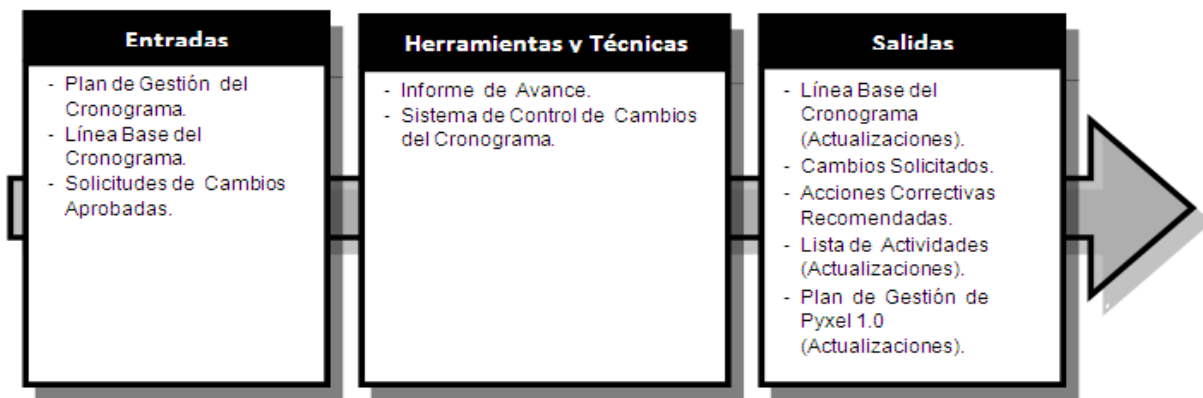 Entradas
- Plan de Gestión del
Cronograma.
- Línea Base del
Cronograma.
- Solicitudes de Cambios
Aprobadas.
Herramientas y Técnicas
- Informe de Avance.
- Sistema de Control de Cambios
del Cronograma.
Salidas
- Línea Base del
Cronograma
(Actualizaciones).
- Cambios Solicitados.
- Acciones Correctivas
Recomendadas.
- Lista de Actividades
(Actualizaciones).
- Plan de Gestión de
Pyxel 1.0
(Actualizaciones).